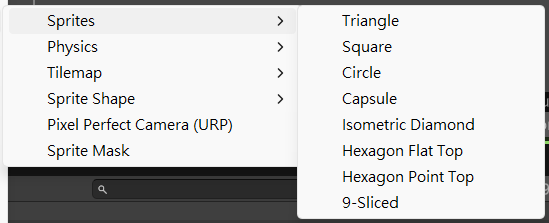 Sprites
Physics
Tilemap
Sprite Shape
Pixel Perfect Camera (URP)
Sprite Mask
Triangle
Square
Circle
Capsule
Isometric Diamond
Hexagon Flat Top
Hexagon Point Top
9-Sliced